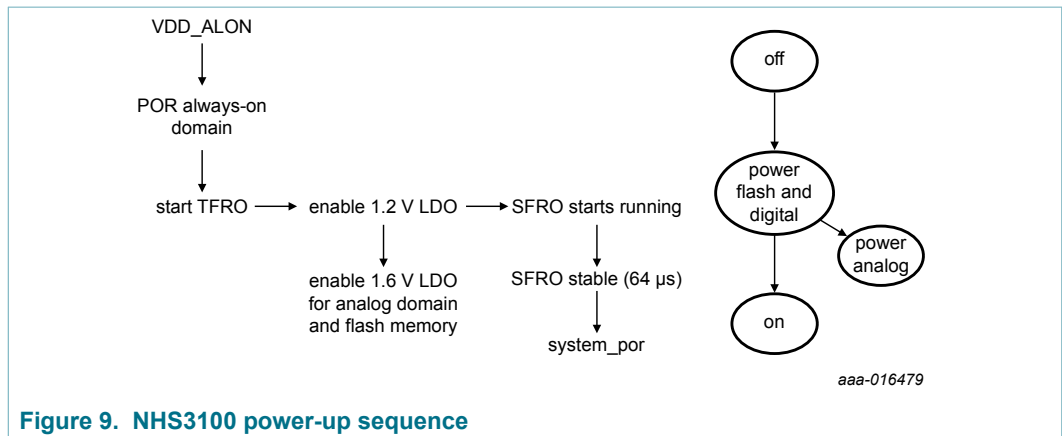 VDD_ALON
POR always-on
domain
start TFRO
enable 1.2 V LDO
SFRO starts running
enable 1.6 V LDO
for analog domain
and flash memory
SFRO stable (64 μs)
system_por
off
power
flash and
digital
power
analog
on
aaa-016479
Figure 9. NHS3100 power-up sequence